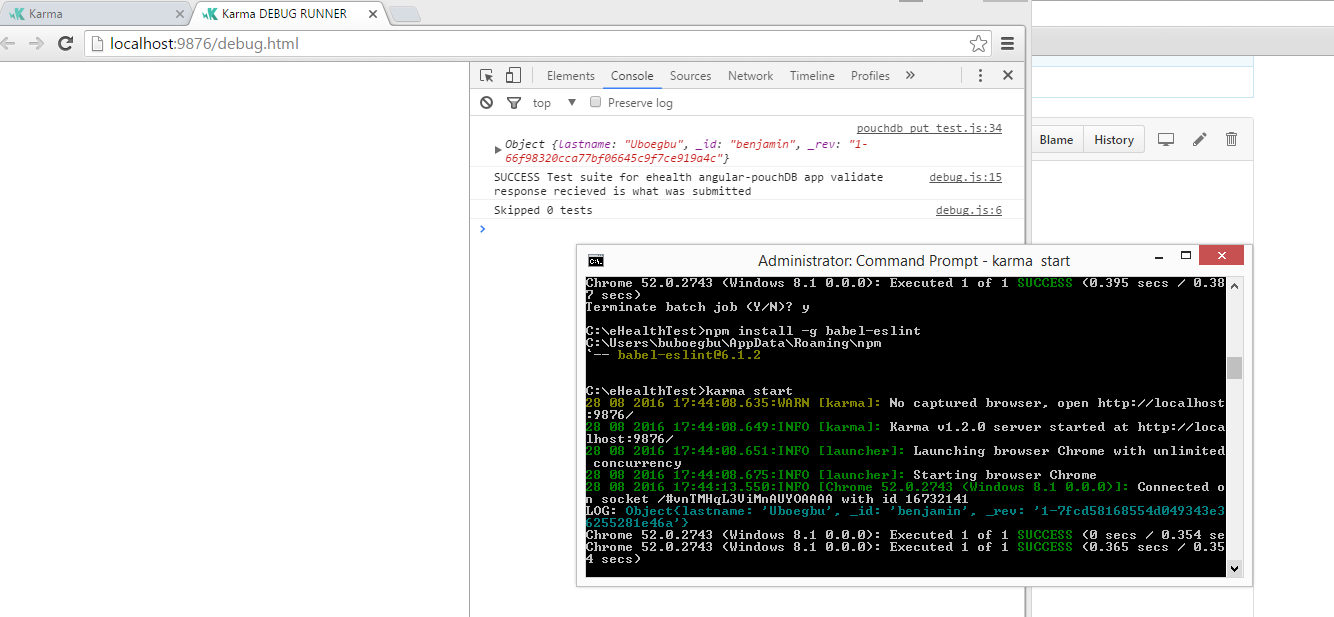 Karma
Karma DEBUG RUNNER
localhost:9876/debug.html
Elements Console Sources Network Timeline Profiles »
top ▼ Preserve log
pouchdb put test.js:34
Object {lastname: "Uboegbu", _id: "benjamin", _rev: "1-
66f98320cca77bf06645c9f7ce919a4c"}
SUCCESS Test suite for ehealth angular-pouchDB app validate debug.js:15
response recieved is what was submitted
Skipped 0 tests debug.js:6
>
Blame History
Administrator: Command Prompt - karma start
Chrome 52.0.2743 (Windows 8.1 0.0.0): Executed 1 of 1 SUCCESS (0.395 secs / 0.38
7 secs)
Terminate batch job (Y/N)? y
C:\eHealthTest>npm install -g babel-eslint
C:\Users\buboegbu\AppData\Roaming\npm
`-- babel-eslint@6.1.2
C:\eHealthTest>karma start
28 08 2016 17:44:08.635:WARN [karma]: No captured browser, open http://localhost
:9876/
28 08 2016 17:44:08.649:INFO [karma]: Karma v1.2.0 server started at http://loca
lhost:9876/
28 08 2016 17:44:08.651:INFO [launcher]: Launching browser Chrome with unlimited
concurrency
28 08 2016 17:44:08.675:INFO [launcher]: Starting browser Chrome
28 08 2016 17:44:13.550:INFO [Chrome 52.0.2743 (Windows 8.1 0.0.0)]: Connected o
n socket /#vnTMHqL3ViMnAUYOAAAA with id 16732141
LOG: Object{lastname: 'Uboegbu', _id: 'benjamin', _rev: '1-7fcd58168554d049343e3
6255281e46a'}
Chrome 52.0.2743 (Windows 8.1 0.0.0): Executed 1 of 1 SUCCESS (0 secs / 0.354 se
Chrome 52.0.2743 (Windows 8.1 0.0.0): Executed 1 of 1 SUCCESS (0.365 secs / 0.35
4 secs)